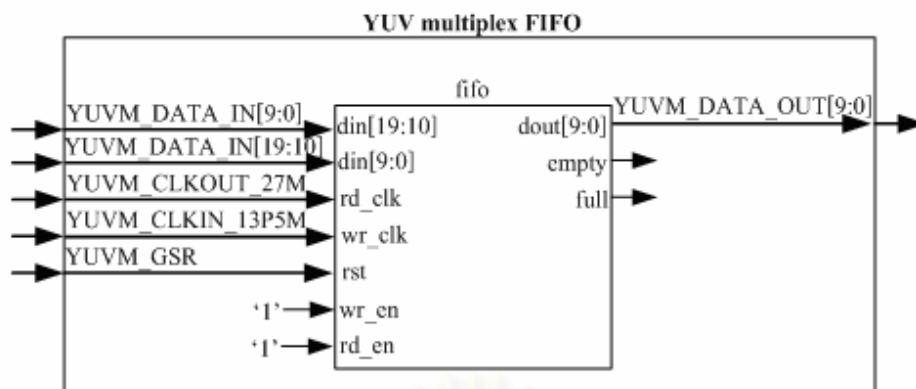 YUV multiplex FIFO
fifo
YUVM_DATA_IN[9:0]
din[19:10]
dout[9:0]
YUVM_DATA_OUT[9:0]
YUVM_DATA_IN[19:10]
din[9:0]
empty
YUVM_CLKOUT_27M
rd_clk
full
YUVM_CLKIN_13P5M
wr_clk
YUVM_GSR
rst
‘1’
wr_en
‘1’
rd_en